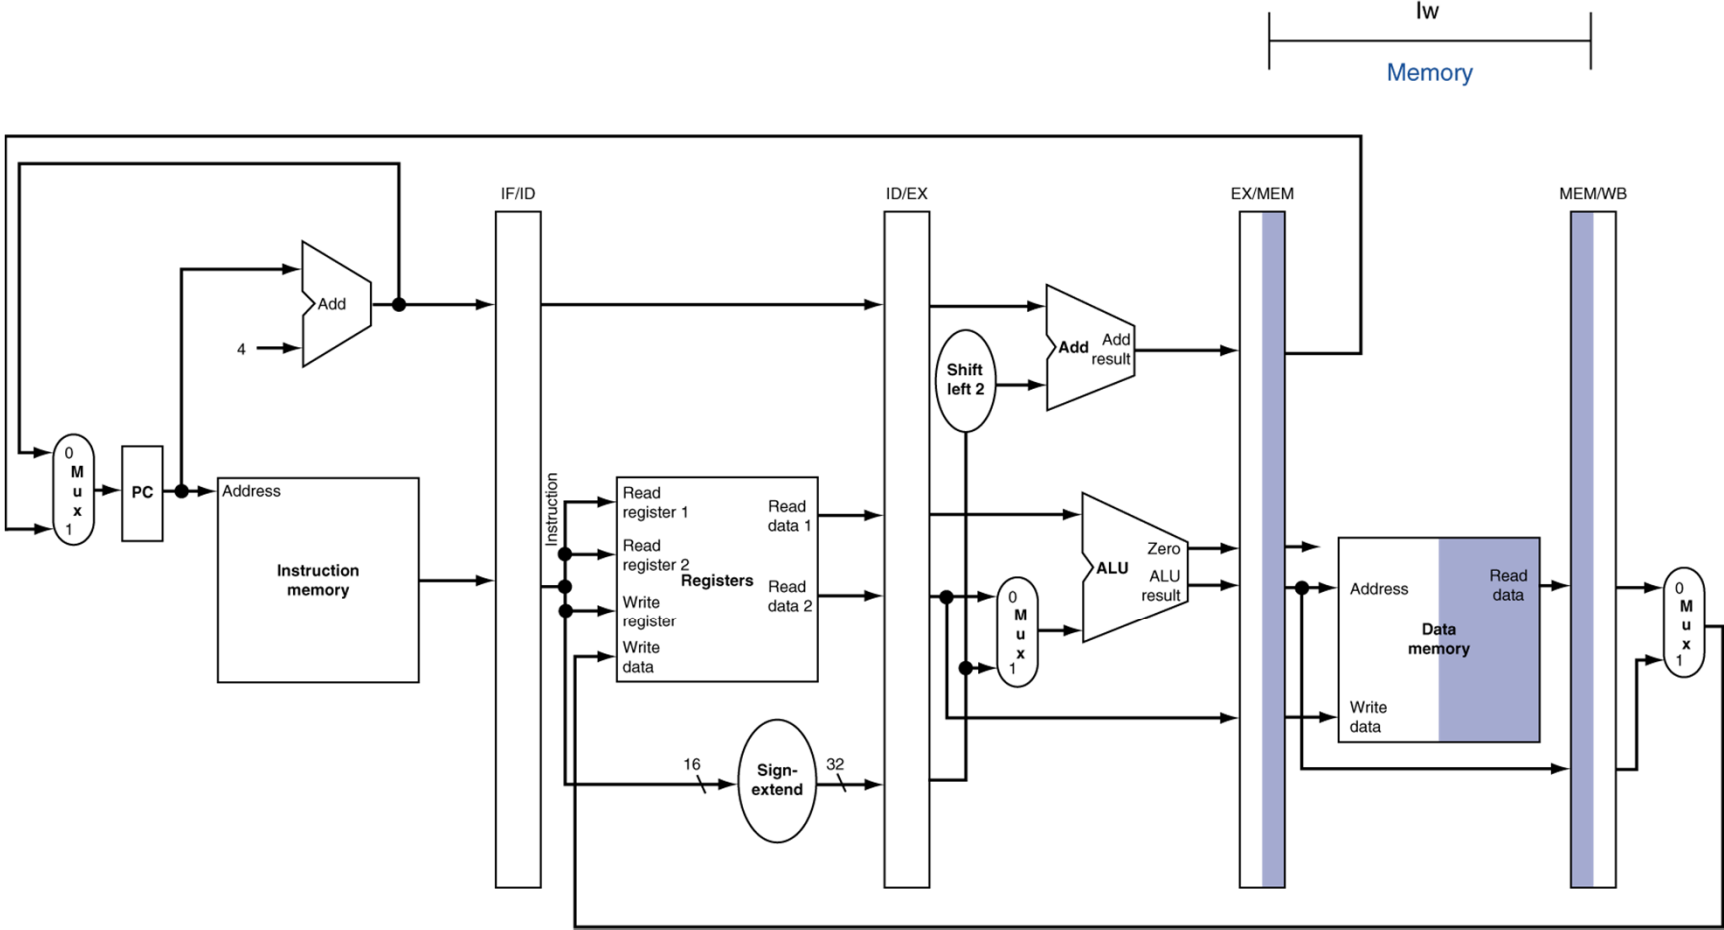 lw
Memory
IF/ID
ID/EX
EX/MEM
MEM/WB
Add
4
Add
Add
result
Shift
left 2
0
M
u
x
1
PC
Address
Instruction
memory
Instruction
Read
register 1
Read
register 2
Write
register
Write
data
Registers
Read
data 1
Read
data 2
16
Sign-
extend
32
0
M
u
x
1
ALU
Zero
ALU
result
Address
Read
data
Data
memory
Write
data
0
M
u
x
1